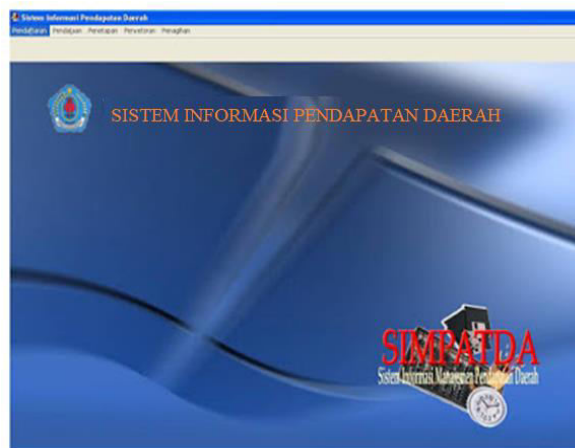 Sistem Informasi Pendapatan Daerah
Pendaftaran Pendataan Penetapan Penyetoran Penagihan
SISTEM INFORMASI PENDAPATAN DAERAH
SIMPATDA
Sistem Informasi Manajemen Pendapatan Daerah